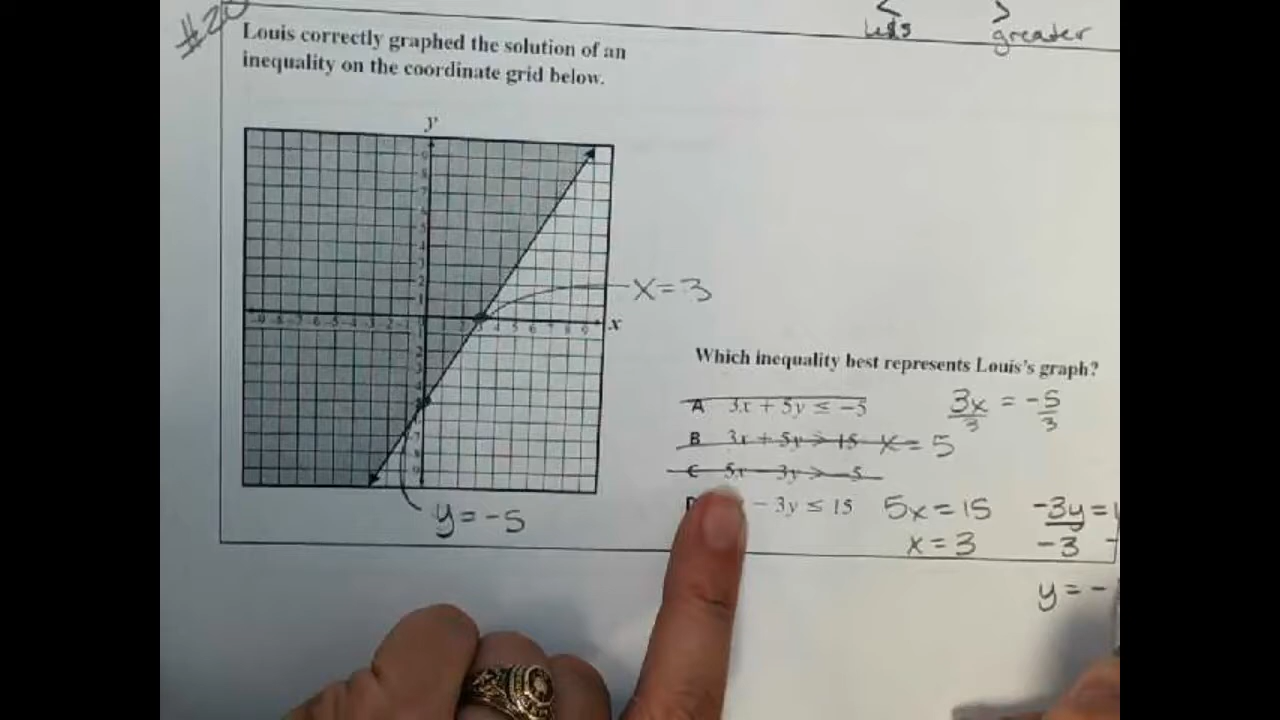 #20
< >
less greater
Louis correctly graphed the solution of an
inequality on the coordinate grid below.
y
x = 3
x
y = -5
Which inequality best represents Louis's graph?
A 3x + 5y ≤ -5 3x = -5
3 3
B 3x + 5y > 15 x = 5
C 5x - 3y > -5
- 3y ≤ 15 5x = 15 -3y = 1
x = 3 -3 -
y = -